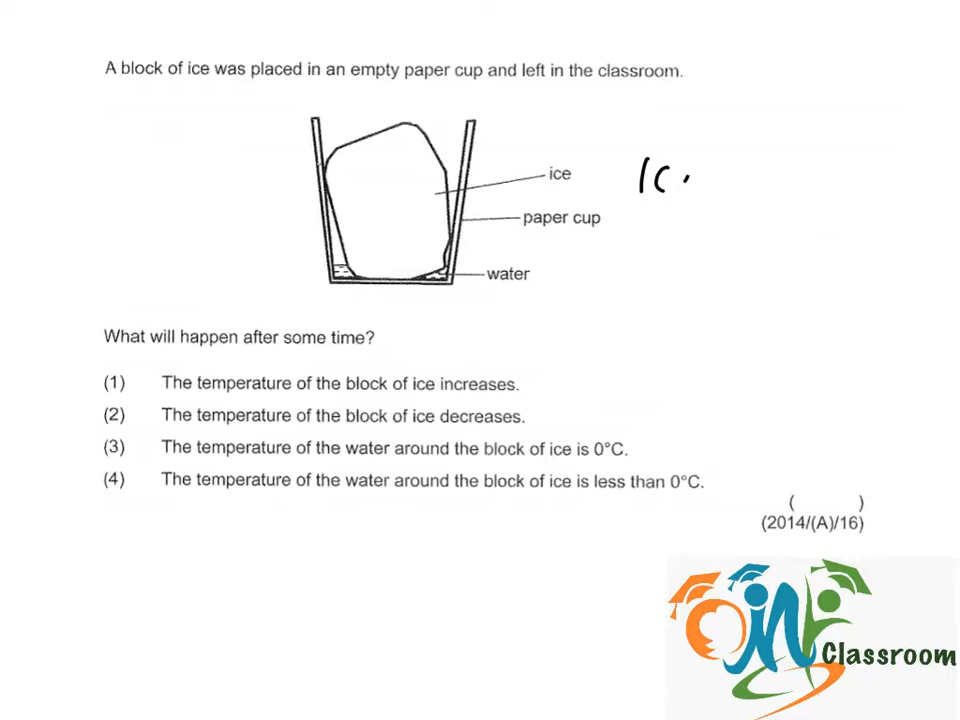 A block of ice was placed in an empty paper cup and left in the classroom.
ice
paper cup
water
What will happen after some time?
(1) The temperature of the block of ice increases.
(2) The temperature of the block of ice decreases.
(3) The temperature of the water around the block of ice is 0°C.
(4) The temperature of the water around the block of ice is less than 0°C.
( )
(2014/(A)/16)
Classroom